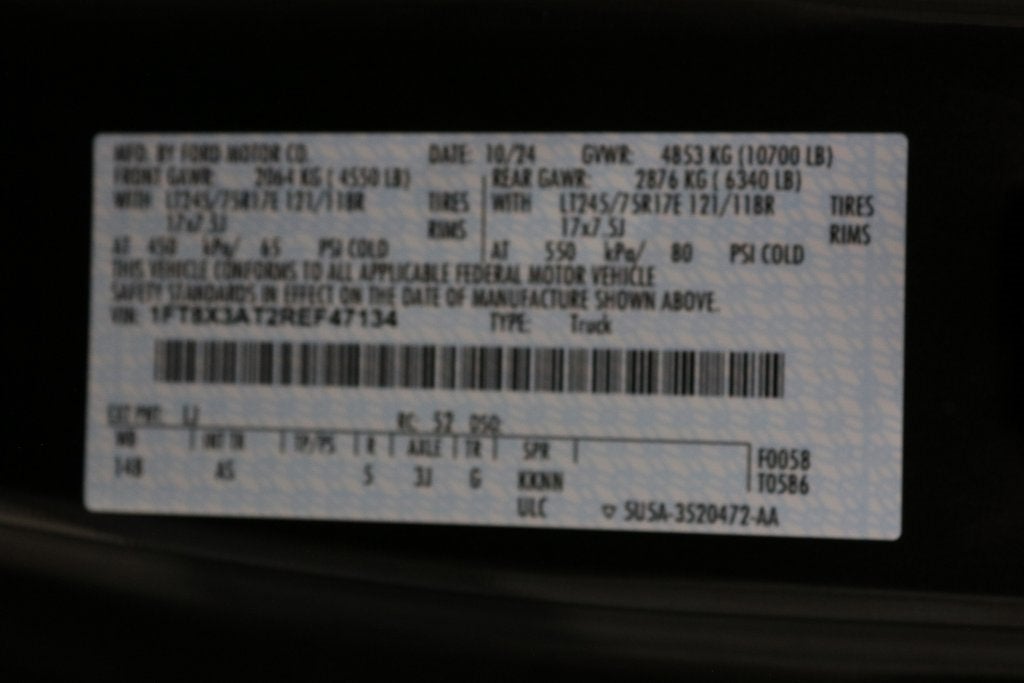 MFD. BY FORD MOTOR CO. DATE: 10/24 GVWR: 4853 KG (10700 LB)
FRONT GAWR: 2064 KG ( 4550 LB) REAR GAWR: 2876 KG ( 6340 LB)
WITH LT245/75R17E 121/118R TIRES WITH LT245/75R17E 121/118R TIRES
17x7.5J RIMS 17x7.5J RIMS
AT 450 kPa/ 65 PSI COLD AT 550 kPa/ 80 PSI COLD
THIS VEHICLE CONFORMS TO ALL APPLICABLE FEDERAL MOTOR VEHICLE
SAFETY STANDARDS IN EFFECT ON THE DATE OF MANUFACTURE SHOWN ABOVE.
VIN: 1FT8X3AT2REF47134 TYPE: Truck
EXT PNT: RC: 52 DSO:
WB INT TR TP/PS R AXLE TR SPR F0058
148 AS 5 3J G KKNN T0586
ULC ▽ SU5A-3520472-AA